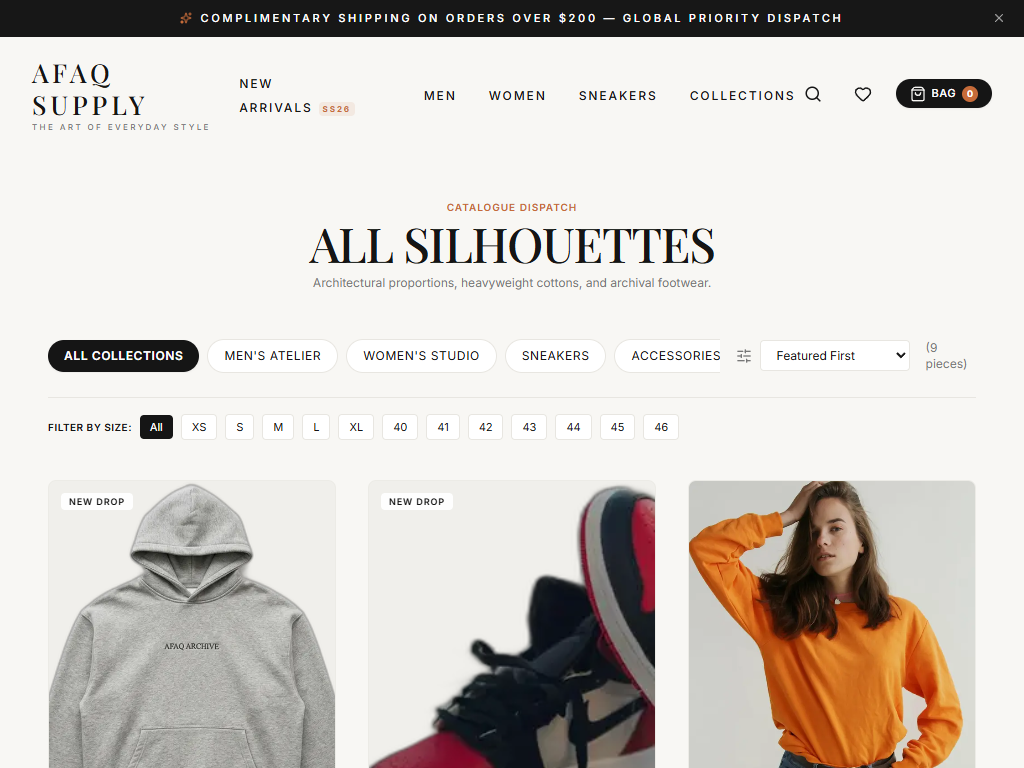 COMPLIMENTARY SHIPPING ON ORDERS OVER $200 — GLOBAL PRIORITY DISPATCH
AFAQ
SUPPLY
THE ART OF EVERYDAY STYLE
NEW
ARRIVALS SS26
MEN
WOMEN
SNEAKERS
COLLECTIONS
BAG 0
CATALOGUE DISPATCH
ALL SILHOUETTES
Architectural proportions, heavyweight cottons, and archival footwear.
ALL COLLECTIONS
MEN'S ATELIER
WOMEN'S STUDIO
SNEAKERS
ACCESSORIES
Featured First
(9
pieces)
FILTER BY SIZE: All XS S M L XL 40 41 42 43 44 45 46
NEW DROP
AFAQ ARCHIVE
NEW DROP